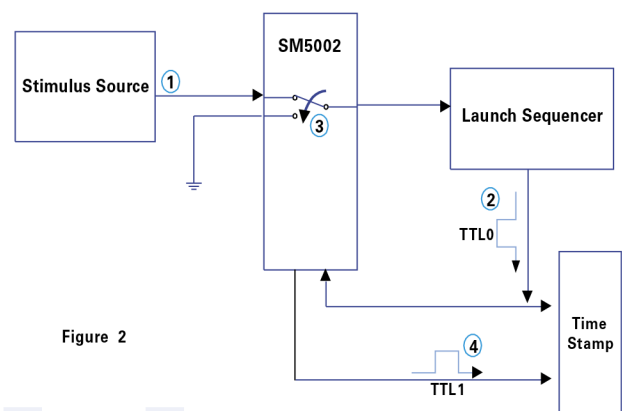 SM5002
Stimulus Source
1
3
Launch Sequencer
2
TTL0
Time
Stamp
Figure 2
4
TTL1